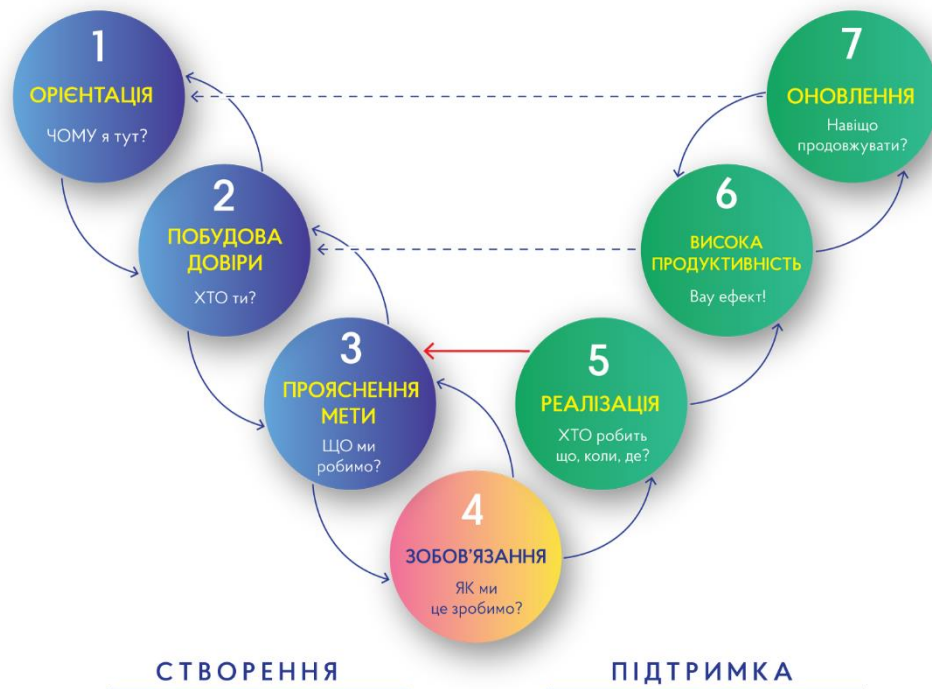 1
ОРІЄНТАЦІЯ
ЧОМУ я тут?
2
ПОБУДОВА
ДОВІРИ
ХТО ти?
3
ПРОЯСНЕННЯ
МЕТИ
ЩО ми
робимо?
4
ЗОБОВ’ЯЗАННЯ
ЯК ми
це зробимо?
5
РЕАЛІЗАЦІЯ
ХТО робить
що, коли, де?
6
ВИСОКА
ПРОДУКТИВНІСТЬ
Вау ефект!
7
ОНОВЛЕННЯ
Навіщо
продовжувати?
СТВОРЕННЯ
ПІДТРИМКА